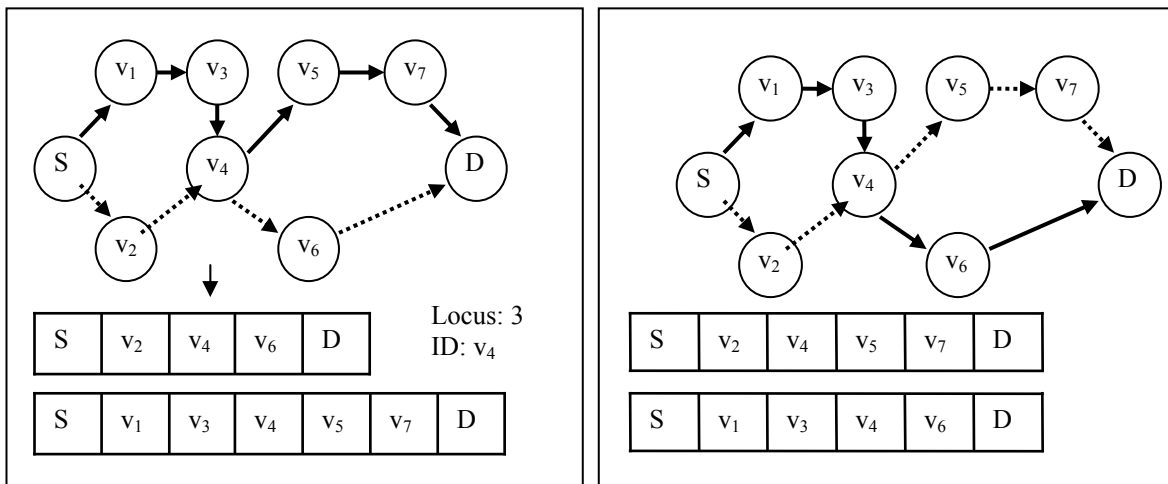 v₁ v₃ v₅ v₇
S v₄ D
v₂ v₆
S v₂ v₄ v₆ D
Locus: 3
ID: v₄
S v₁ v₃ v₄ v₅ v₇ D
v₁ v₃ v₅ v₇
S v₄ D
v₂ v₆
S v₂ v₄ v₅ v₇ D
S v₁ v₃ v₄ v₆ D